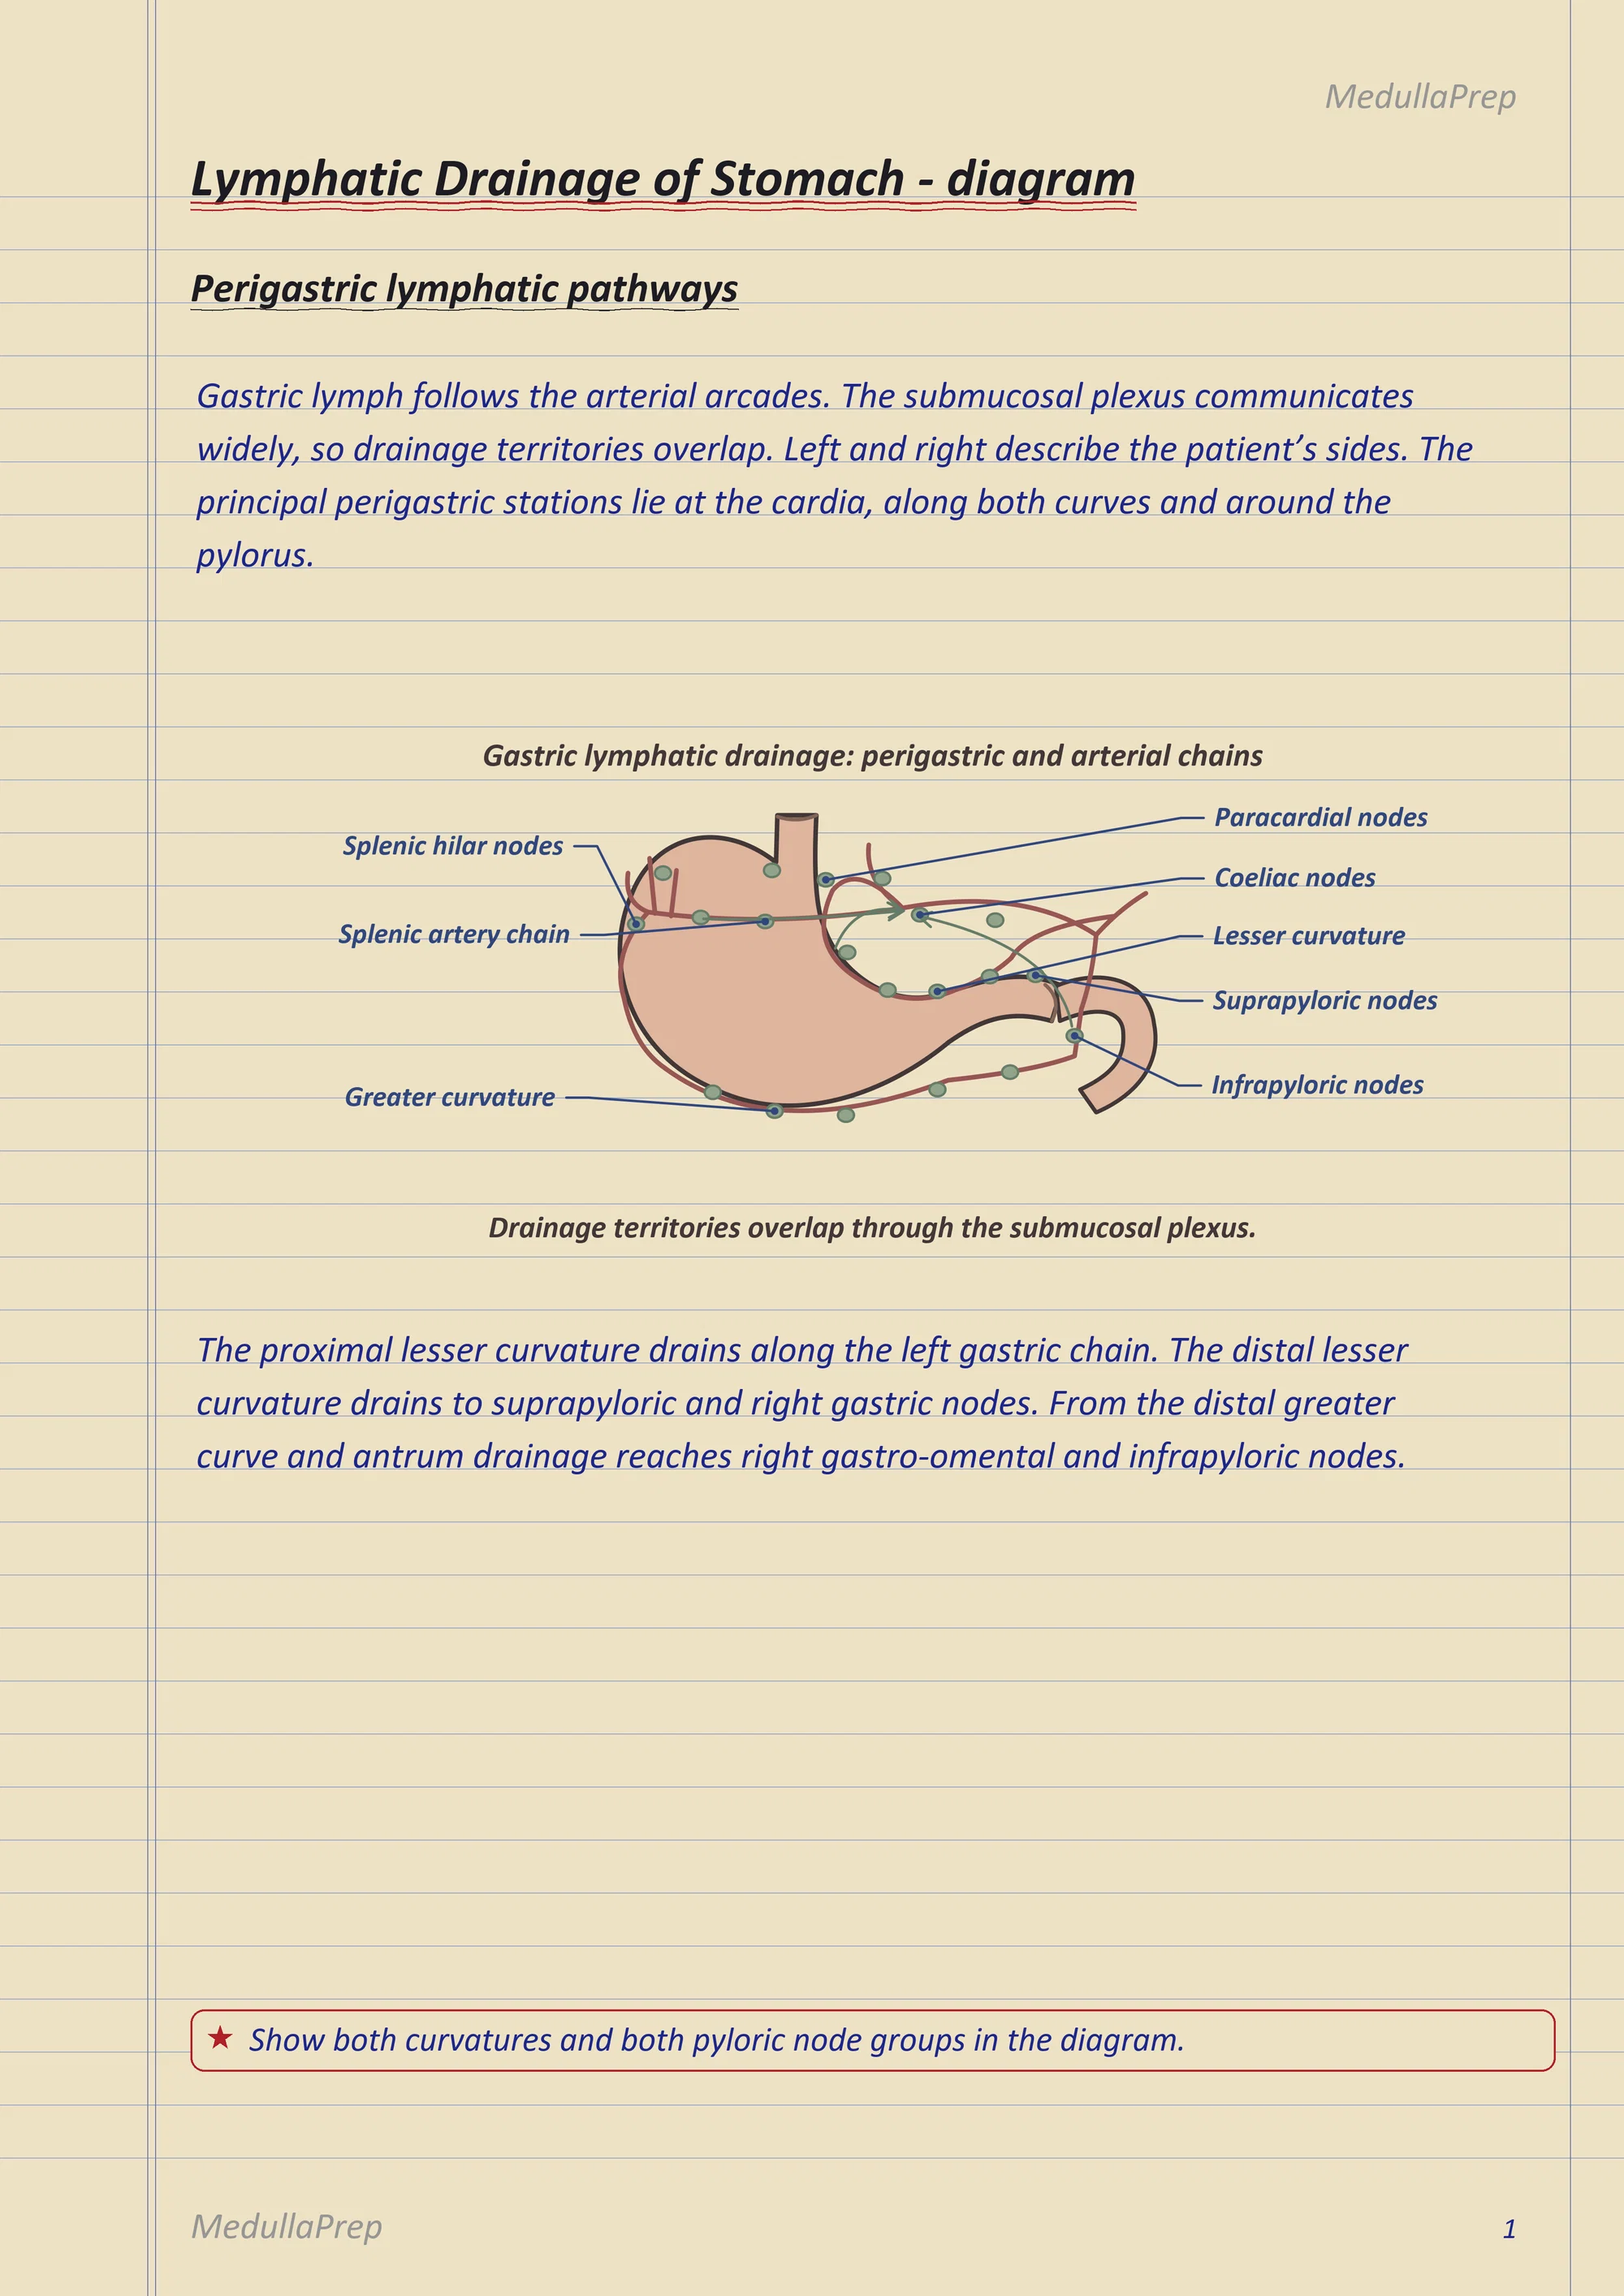 MedullaPrep
Lymphatic Drainage of Stomach - diagram
Perigastric lymphatic pathways
Gastric lymph follows the arterial arcades. The submucosal plexus communicates
widely, so drainage territories overlap. Left and right describe the patient’s sides. The
principal perigastric stations lie at the cardia, along both curves and around the
pylorus.
Gastric lymphatic drainage: perigastric and arterial chains
Paracardial nodes
Splenic hilar nodes
Coeliac nodes
Splenic artery chain
Lesser curvature
Suprapyloric nodes
Infrapyloric nodes
Greater curvature
Drainage territories overlap through the submucosal plexus.
The proximal lesser curvature drains along the left gastric chain. The distal lesser
curvature drains to suprapyloric and right gastric nodes. From the distal greater
curve and antrum drainage reaches right gastro-omental and infrapyloric nodes.
★ Show both curvatures and both pyloric node groups in the diagram.
MedullaPrep
1